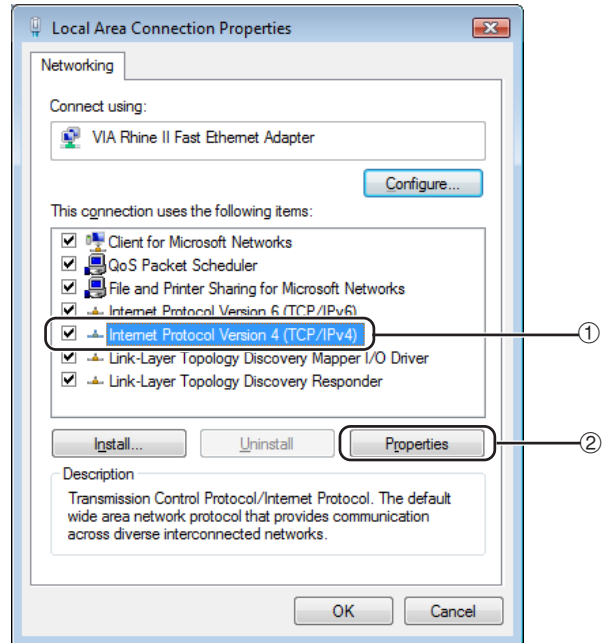 Local Area Connection Properties
Networking
Connect using:
VIA Rhine II Fast Ethernet Adapter
Configure...
This connection uses the following items:
Client for Microsoft Networks
QoS Packet Scheduler
File and Printer Sharing for Microsoft Networks
Internet Protocol Version 6 (TCP/IPv6)
Internet Protocol Version 4 (TCP/IPv4)
①
Link-Layer Topology Discovery Mapper I/O Driver
Link-Layer Topology Discovery Responder
Install...
Uninstall
Properties
②
Description
Transmission Control Protocol/Internet Protocol. The default
wide area network protocol that provides communication
across diverse interconnected networks.
OK
Cancel